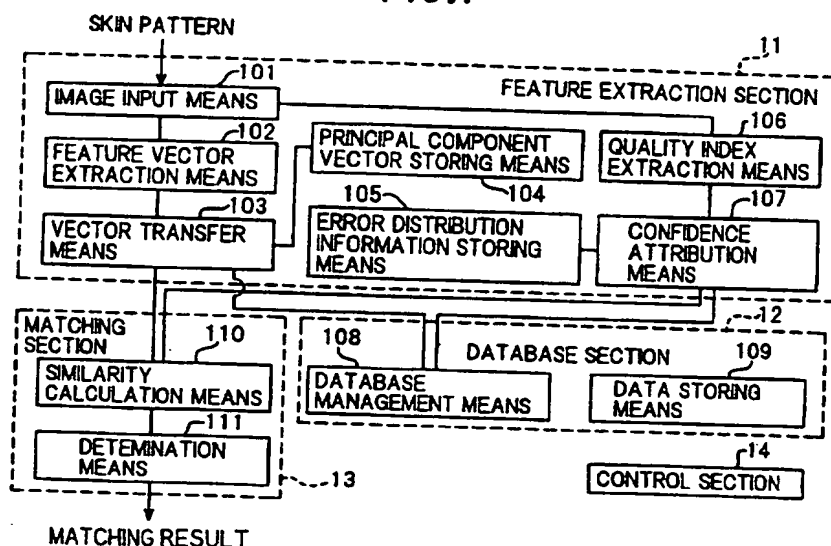 SKIN PATTERN
11
101
IMAGE INPUT MEANS
FEATURE EXTRACTION SECTION
102
FEATURE VECTOR
EXTRACTION MEANS
PRINCIPAL COMPONENT
VECTOR STORING MEANS
104
106
QUALITY INDEX
EXTRACTION MEANS
103
VECTOR TRANSFER
MEANS
105
ERROR DISTRIBUTION
INFORMATION STORING
MEANS
107
CONFIDENCE
ATTRIBUTION
MEANS
MATCHING
SECTION
110
SIMILARITY
CALCULATION MEANS
111
DETEMINATION
MEANS
13
12
DATABASE SECTION
108
DATABASE
MANAGEMENT MEANS
109
DATA STORING
MEANS
14
CONTROL SECTION
MATCHING RESULT